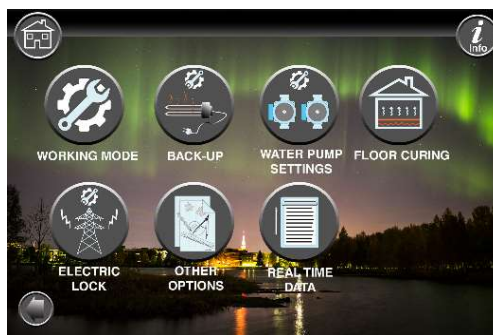 i
Info
WORKING MODE
BACK-UP
WATER PUMP
SETTINGS
FLOOR CURING
ELECTRIC
LOCK
OTHER
OPTIONS
REAL TIME
DATA